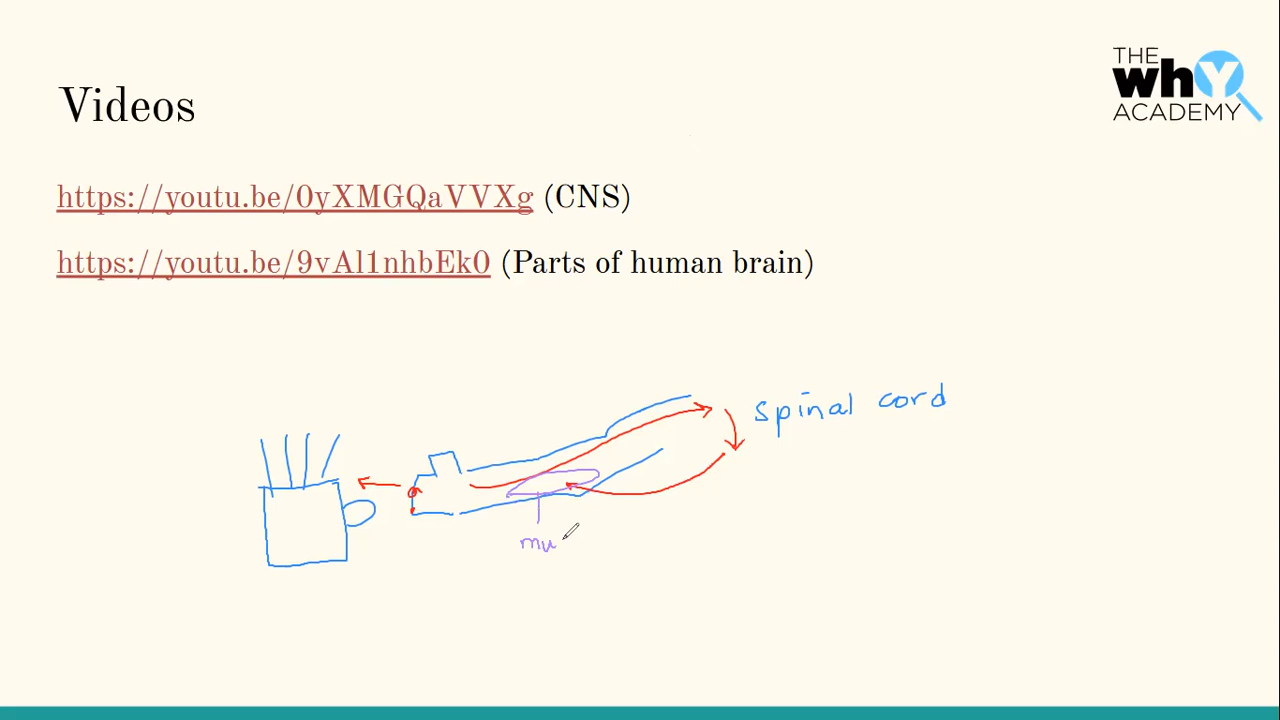 THE
whY
ACADEMY
Videos
https://youtu.be/0yXMGQaVVXg (CNS)
https://youtu.be/9vAl1nhbEk0 (Parts of human brain)
spinal cord
mu